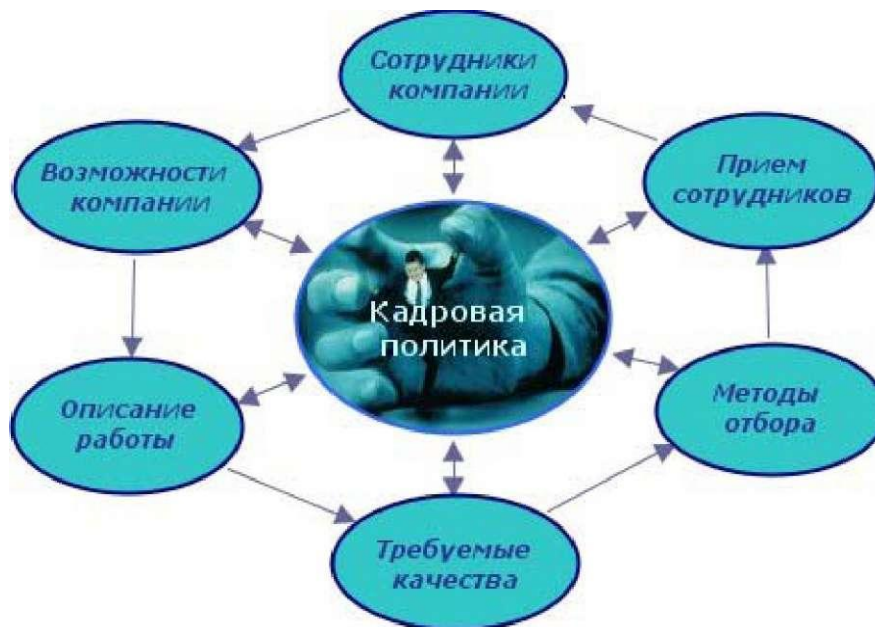 Сотрудники
компании
Возможности
компании
Прием
сотрудников
Кадровая
политика
Описание
работы
Методы
отбора
Требуемые
качества